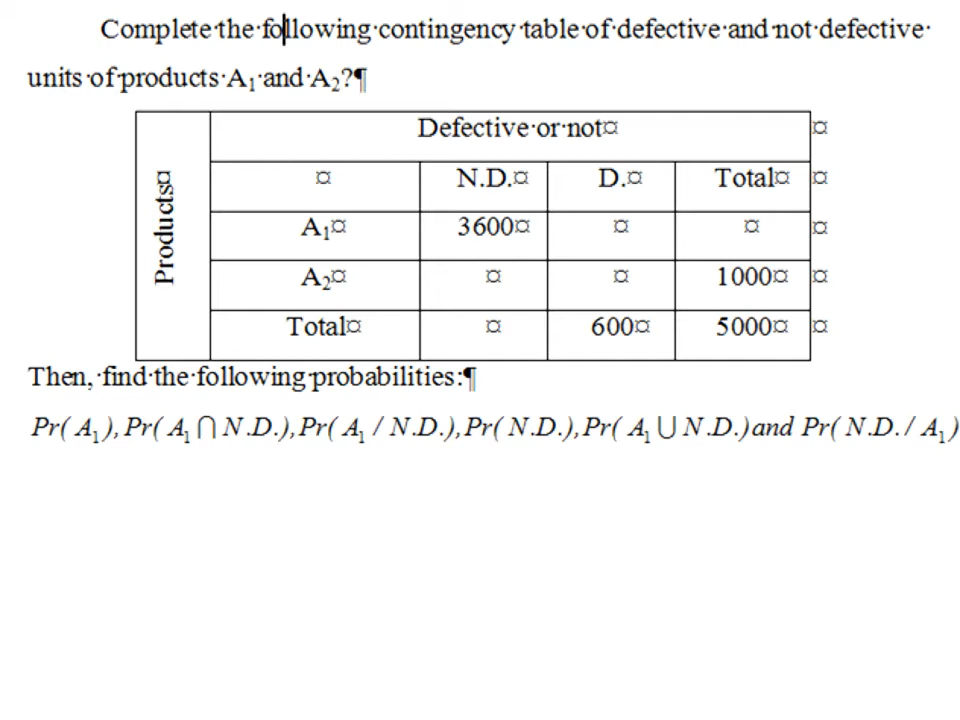 Complete the following contingency table of defective and not defective
units of products A₁ and A₂?¶
Products¤
Defective or not¤ ¤
¤ N.D.¤ D.¤ Total¤ ¤
A₁¤ 3600¤ ¤ ¤ ¤
A₂¤ ¤ ¤ 1000¤ ¤
Total¤ ¤ 600¤ 5000¤ ¤
Then, find the following probabilities:¶
Pr( A₁ ), Pr( A₁ ⋂ N.D.), Pr( A₁ / N.D.), Pr( N.D.), Pr( A₁ ⋃ N.D.) and Pr( N.D. / A₁ )